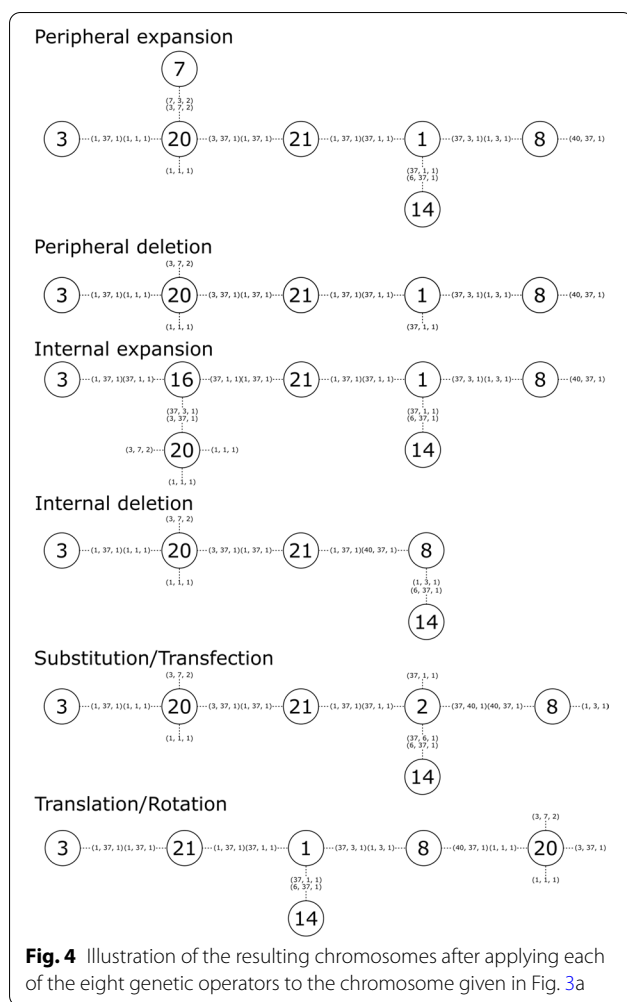 Peripheral expansion
7
(7, 3, 2)
(3, 7, 2)
3 (1, 37, 1)(1, 1, 1) 20 (3, 37, 1)(1, 37, 1) 21 (1, 37, 1)(37, 1, 1) 1 (37, 3, 1)(1, 3, 1) 8 (40, 37, 1)
(1, 1, 1) (37, 1, 1)
(6, 37, 1)
14
Peripheral deletion
(3, 7, 2)
3 (1, 37, 1)(1, 1, 1) 20 (3, 37, 1)(1, 37, 1) 21 (1, 37, 1)(37, 1, 1) 1 (37, 3, 1)(1, 3, 1) 8 (40, 37, 1)
(1, 1, 1) (37, 1, 1)
Internal expansion
3 (1, 37, 1)(37, 1, 1) 16 (37, 1, 1)(1, 37, 1) 21 (1, 37, 1)(37, 1, 1) 1 (37, 3, 1)(1, 3, 1) 8 (40, 37, 1)
(37, 3, 1) (37, 1, 1)
(3, 37, 1) (6, 37, 1)
(3, 7, 2) 20 (1, 1, 1) 14
(1, 1, 1)
Internal deletion
(3, 7, 2)
3 (1, 37, 1)(1, 1, 1) 20 (3, 37, 1)(1, 37, 1) 21 (1, 37, 1)(40, 37, 1) 8
(1, 1, 1) (1, 3, 1)
(6, 37, 1)
14
Substitution/Transfection
(3, 7, 2) (37, 1, 1)
3 (1, 37, 1)(1, 1, 1) 20 (3, 37, 1)(1, 37, 1) 21 (1, 37, 1)(37, 1, 1) 2 (37, 40, 1)(40, 37, 1) 8 (1, 3, 1)
(1, 1, 1) (37, 6, 1)
(6, 37, 1)
14
Translation/Rotation
(3, 7, 2)
3 (1, 37, 1)(1, 37, 1) 21 (1, 37, 1)(37, 1, 1) 1 (37, 3, 1)(1, 3, 1) 8 (40, 37, 1)(1, 1, 1) 20 (3, 37, 1)
(37, 1, 1) (1, 1, 1)
(6, 37, 1)
14
Fig. 4 Illustration of the resulting chromosomes after applying each
of the eight genetic operators to the chromosome given in Fig. 3a